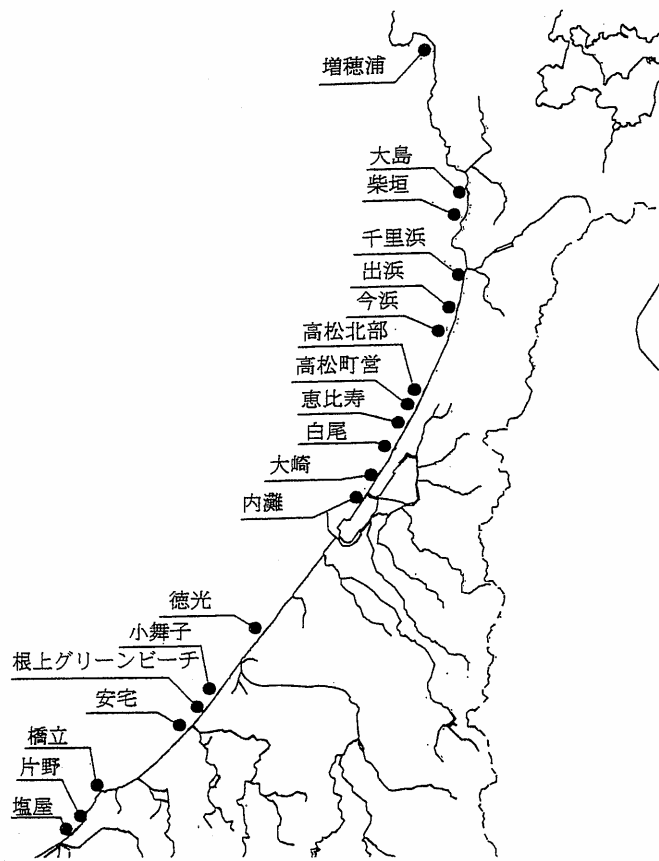 増穂浦
大島
柴垣
千里浜
出浜
今浜
高松北部
高松町営
恵比寿
白尾
大崎
内灘
徳光
小舞子
根上グリーンビーチ
安宅
橋立
片野
塩屋